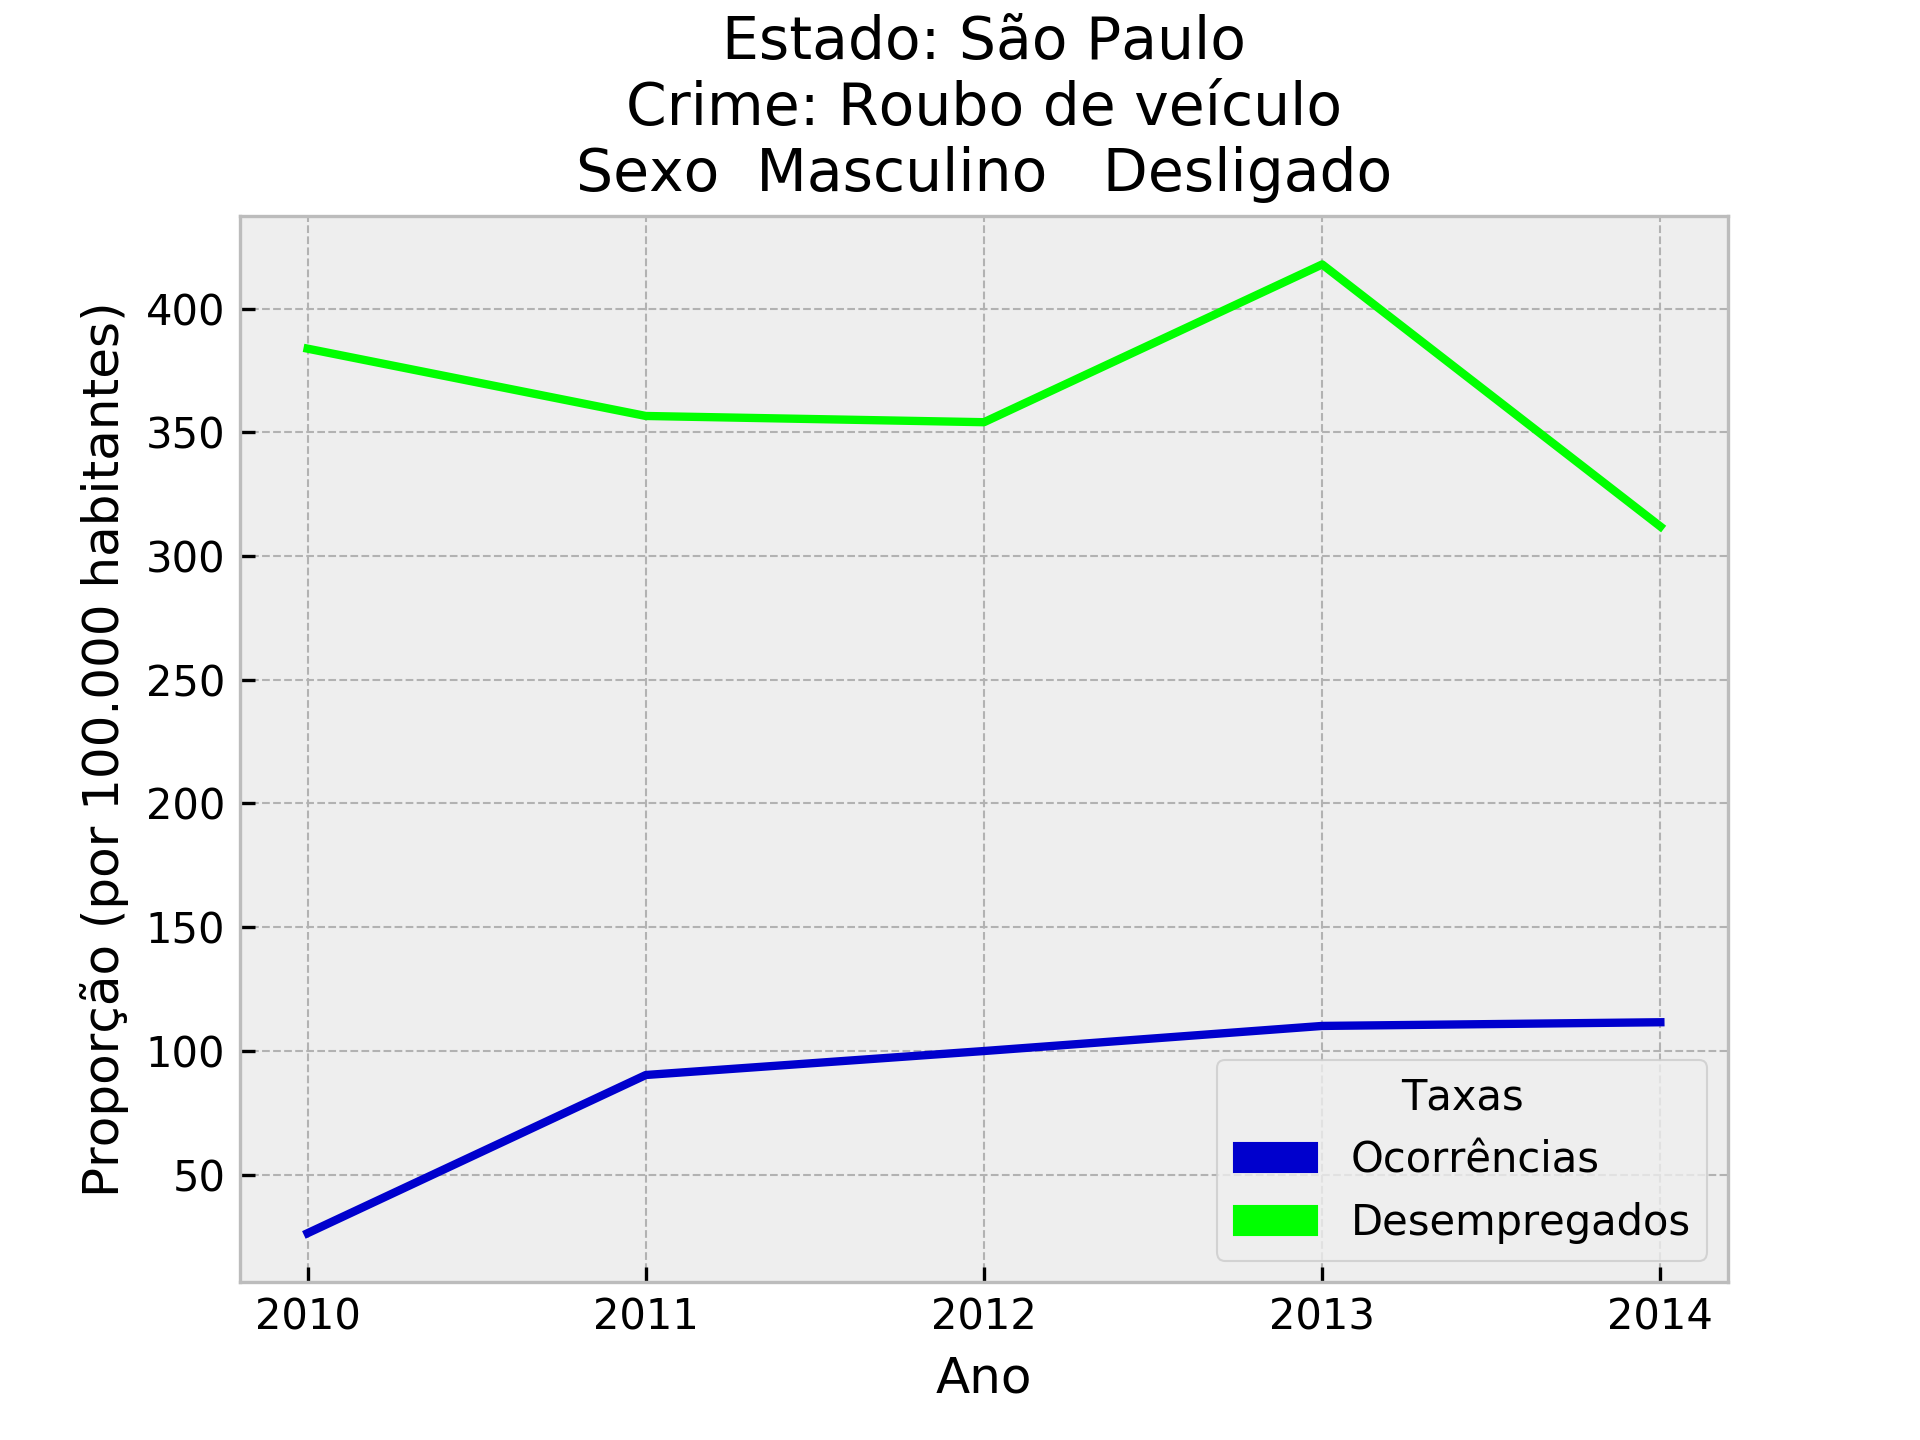 Estado: São Paulo
Crime: Roubo de veículo
Sexo  Masculino   Desligado
Proporção (por 100.000 habitantes)
400
350
300
250
200
150
100
50
Taxas
Ocorrências
Desempregados
2010 2011 2012 2013 2014
Ano